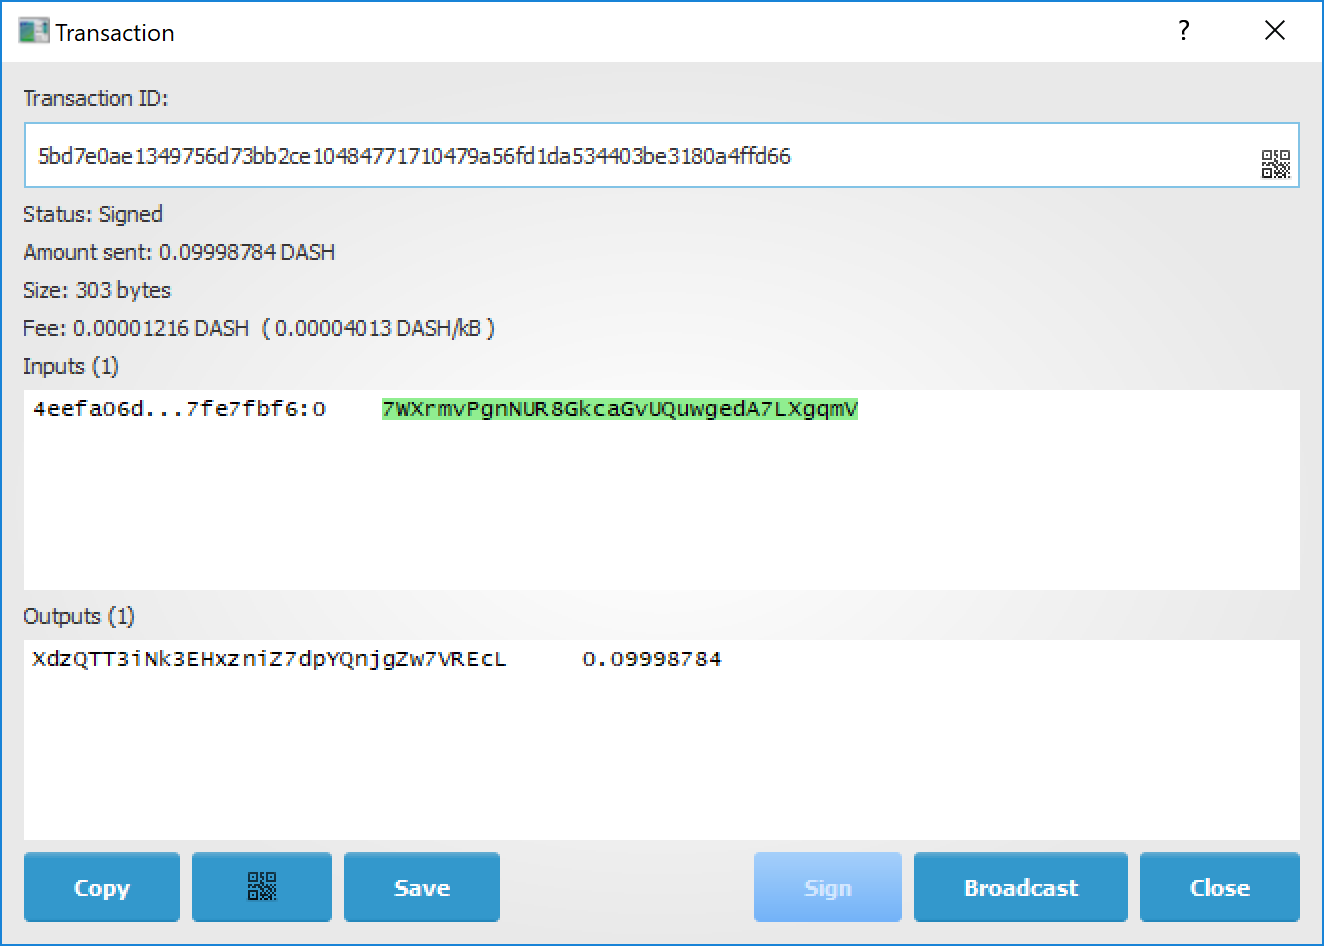 Transaction
?
Transaction ID:
5bd7e0ae1349756d73bb2ce10484771710479a56fd1da534403be3180a4ffd66
Status: Signed
Amount sent: 0.09998784 DASH
Size: 303 bytes
Fee: 0.00001216 DASH ( 0.00004013 DASH/kB )
Inputs (1)
4eefa06d...7fe7fbf6:0 7WXrmvPgnNUR8GkcaGvUQuwgedA7LXgqmV
Outputs (1)
XdzQTT3iNk3EHxzniZ7dpYQnjgZw7VREcL 0.09998784
Copy Save Sign Broadcast Close